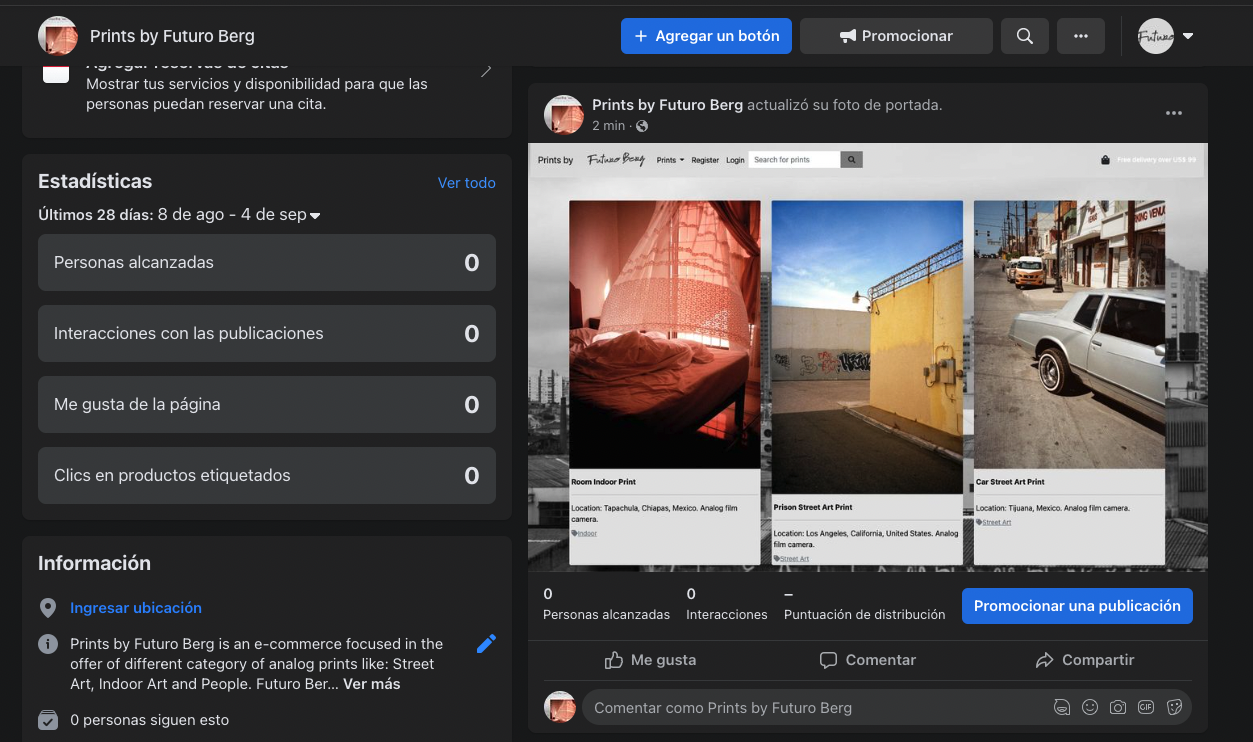 Prints by Futuro Berg
+ Agregar un botón
Promocionar
Futuro
Agregar reservas de citas
Mostrar tus servicios y disponibilidad para que las
personas puedan reservar una cita.
Estadísticas
Ver todo
Últimos 28 días: 8 de ago - 4 de sep
Personas alcanzadas 0
Interacciones con las publicaciones 0
Me gusta de la página 0
Clics en productos etiquetados 0
Información
Ingresar ubicación
Prints by Futuro Berg is an e-commerce focused in the
offer of different category of analog prints like: Street
Art, Indoor Art and People. Futuro Ber... Ver más
0 personas siguen esto
Prints by Futuro Berg actualizó su foto de portada.
2 min ·
Prints by Futuro Berg Prints Register Login Search for prints Free delivery over US$ 99
Room Indoor Print
Location: Tapachula, Chiapas, Mexico. Analog film
camera.
Indoor
Prison Street Art Print
Location: Los Angeles, California, United States. Analog
film camera.
Street Art
Car Street Art Print
Location: Tijuana, Mexico. Analog film camera.
Street Art
0
Personas alcanzadas
0
Interacciones
–
Puntuación de distribución
Promocionar una publicación
Me gusta
Comentar
Compartir
Comentar como Prints by Futuro Berg
GIF